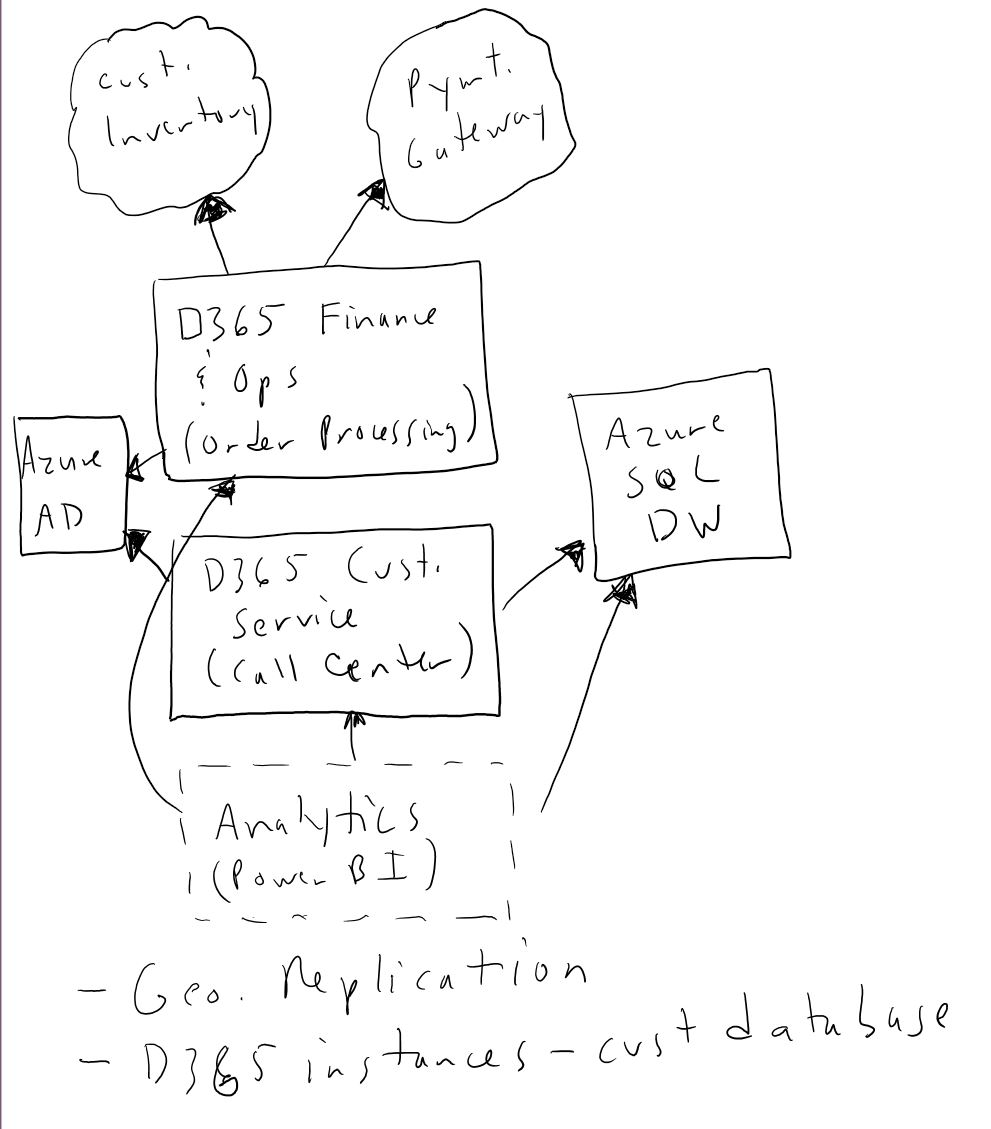 Cust.
Inventory
Pymt.
Gateway
D365 Finance
& Ops
(Order Processing)
Azure
AD
Azure
SQL
DW
D365 Cust.
Service
(Call Center)
Analytics
(Power BI)
- Geo. Replication
- D365 instances - cust database